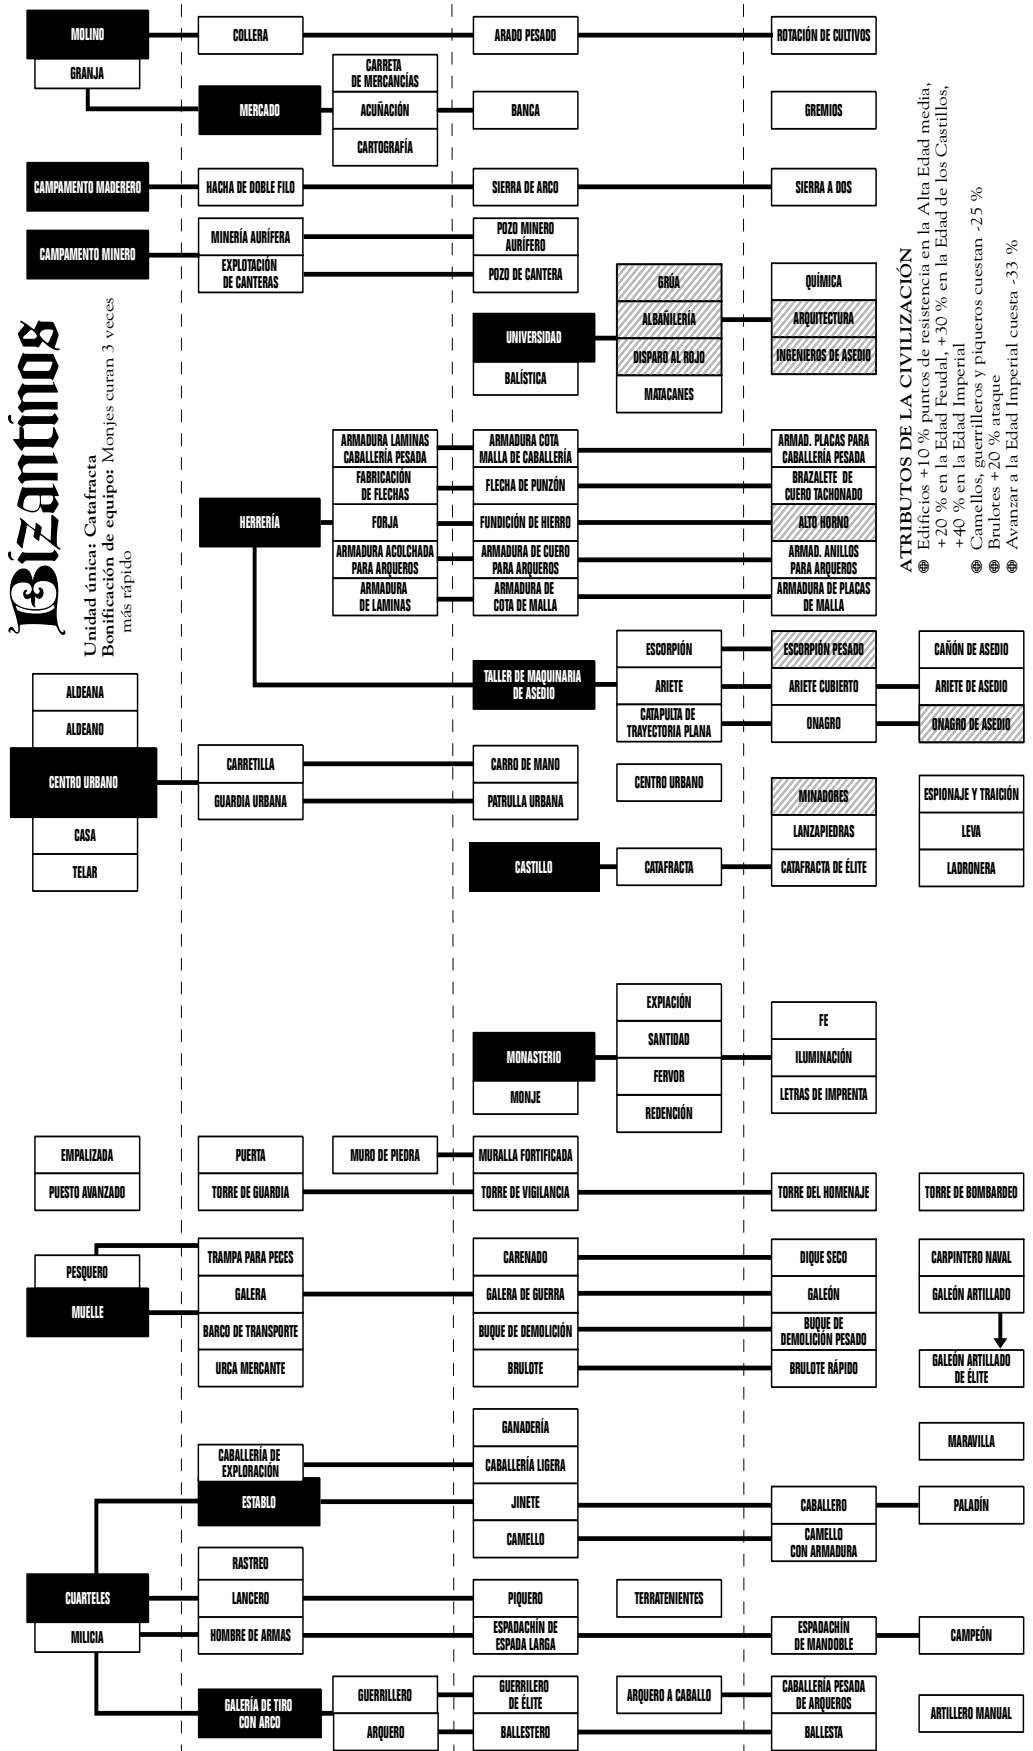 MOLINO
GRANJA
COLLERA
ARADO PESADO
ROTACIÓN DE CULTIVOS
MERCADO
CARRETA
DE MERCANCÍAS
ACUÑACIÓN
CARTOGRAFÍA
BANCA
GREMIOS
CAMPAMENTO MADERERO
HACHA DE DOBLE FILO
SIERRA DE ARCO
SIERRA A DOS
CAMPAMENTO MINERO
MINERÍA AURÍFERA
EXPLOTACIÓN
DE CANTERAS
POZO MINERO
AURÍFERO
POZO DE CANTERA
UNIVERSIDAD
BALÍSTICA
GRÚA
ALBAÑILERÍA
DISPARO AL ROJO
MATACANES
QUÍMICA
ARQUITECTURA
INGENIEROS DE ASEDIO
Bizantinos
Unidad única: Catafracta
Bonificación de equipo: Monjes curan 3 veces
más rápido
ATRIBUTOS DE LA CIVILIZACIÓN
Edificios +10 % puntos de resistencia en la Alta Edad media,
+20 % en la Edad Feudal, +30 % en la Edad de los Castillos,
+40 % en la Edad Imperial
Camellos, guerrilleros y piqueros cuestan -25 %
Brulotes +20 % ataque
Avanzar a la Edad Imperial cuesta -33 %
HERRERÍA
ARMADURA LAMINAS
CABALLERÍA PESADA
FABRICACIÓN
DE FLECHAS
FORJA
ARMADURA ACOLCHADA
PARA ARQUEROS
ARMADURA
DE LAMINAS
ARMADURA COTA
MALLA DE CABALLERÍA
FLECHA DE PUNZÓN
FUNDICIÓN DE HIERRO
ARMADURA DE CUERO
PARA ARQUEROS
ARMADURA DE
COTA DE MALLA
ARMAD. PLACAS PARA
CABALLERÍA PESADA
BRAZALETE DE
CUERO TACHONADO
ALTO HORNO
ARMAD. ANILLOS
PARA ARQUEROS
ARMADURA DE PLACAS
DE MALLA
TALLER DE MAQUINARIA
DE ASEDIO
ESCORPIÓN
ARIETE
CATAPULTA DE
TRAYECTORIA PLANA
ESCORPIÓN PESADO
ARIETE CUBIERTO
ONAGRO
CAÑÓN DE ASEDIO
ARIETE DE ASEDIO
ONAGRO DE ASEDIO
ALDEANA
ALDEANO
CENTRO URBANO
CASA
TELAR
CARRETILLA
GUARDIA URBANA
CARRO DE MANO
PATRULLA URBANA
CENTRO URBANO
CASTILLO
CATAFRACTA
MINADORES
LANZAPIEDRAS
CATAFRACTA DE ÉLITE
ESPIONAJE Y TRAICIÓN
LEVA
LADRONERA
MONASTERIO
MONJE
EXPIACIÓN
SANTIDAD
FERVOR
REDENCIÓN
FE
ILUMINACIÓN
LETRAS DE IMPRENTA
EMPALIZADA
PUESTO AVANZADO
PUERTA
TORRE DE GUARDIA
MURO DE PIEDRA
MURALLA FORTIFICADA
TORRE DE VIGILANCIA
TORRE DEL HOMENAJE
TORRE DE BOMBARDEO
PESQUERO
MUELLE
TRAMPA PARA PECES
GALERA
BARCO DE TRANSPORTE
URCA MERCANTE
CARENADO
GALERA DE GUERRA
BUQUE DE DEMOLICIÓN
BRULOTE
DIQUE SECO
GALEÓN
BUQUE DE
DEMOLICIÓN PESADO
BRULOTE RÁPIDO
CARPINTERO NAVAL
GALEÓN ARTILLADO
GALEÓN ARTILLADO
DE ÉLITE
MARAVILLA
CABALLERÍA DE
EXPLORACIÓN
ESTABLO
GANADERÍA
CABALLERÍA LIGERA
JINETE
CAMELLO
CABALLERO
CAMELLO
CON ARMADURA
PALADÍN
CUARTELES
MILICIA
RASTREO
LANCERO
HOMBRE DE ARMAS
PIQUERO
ESPADACHÍN DE
ESPADA LARGA
TERRATENIENTES
ESPADACHÍN
DE MANDOBLE
CAMPEÓN
GALERÍA DE TIRO
CON ARCO
GUERRILLERO
ARQUERO
GUERRILERO
DE ÉLITE
BALLESTERO
ARQUERO A CABALLO
CABALLERÍA PESADA
DE ARQUEROS
BALLESTA
ARTILLERO MANUAL